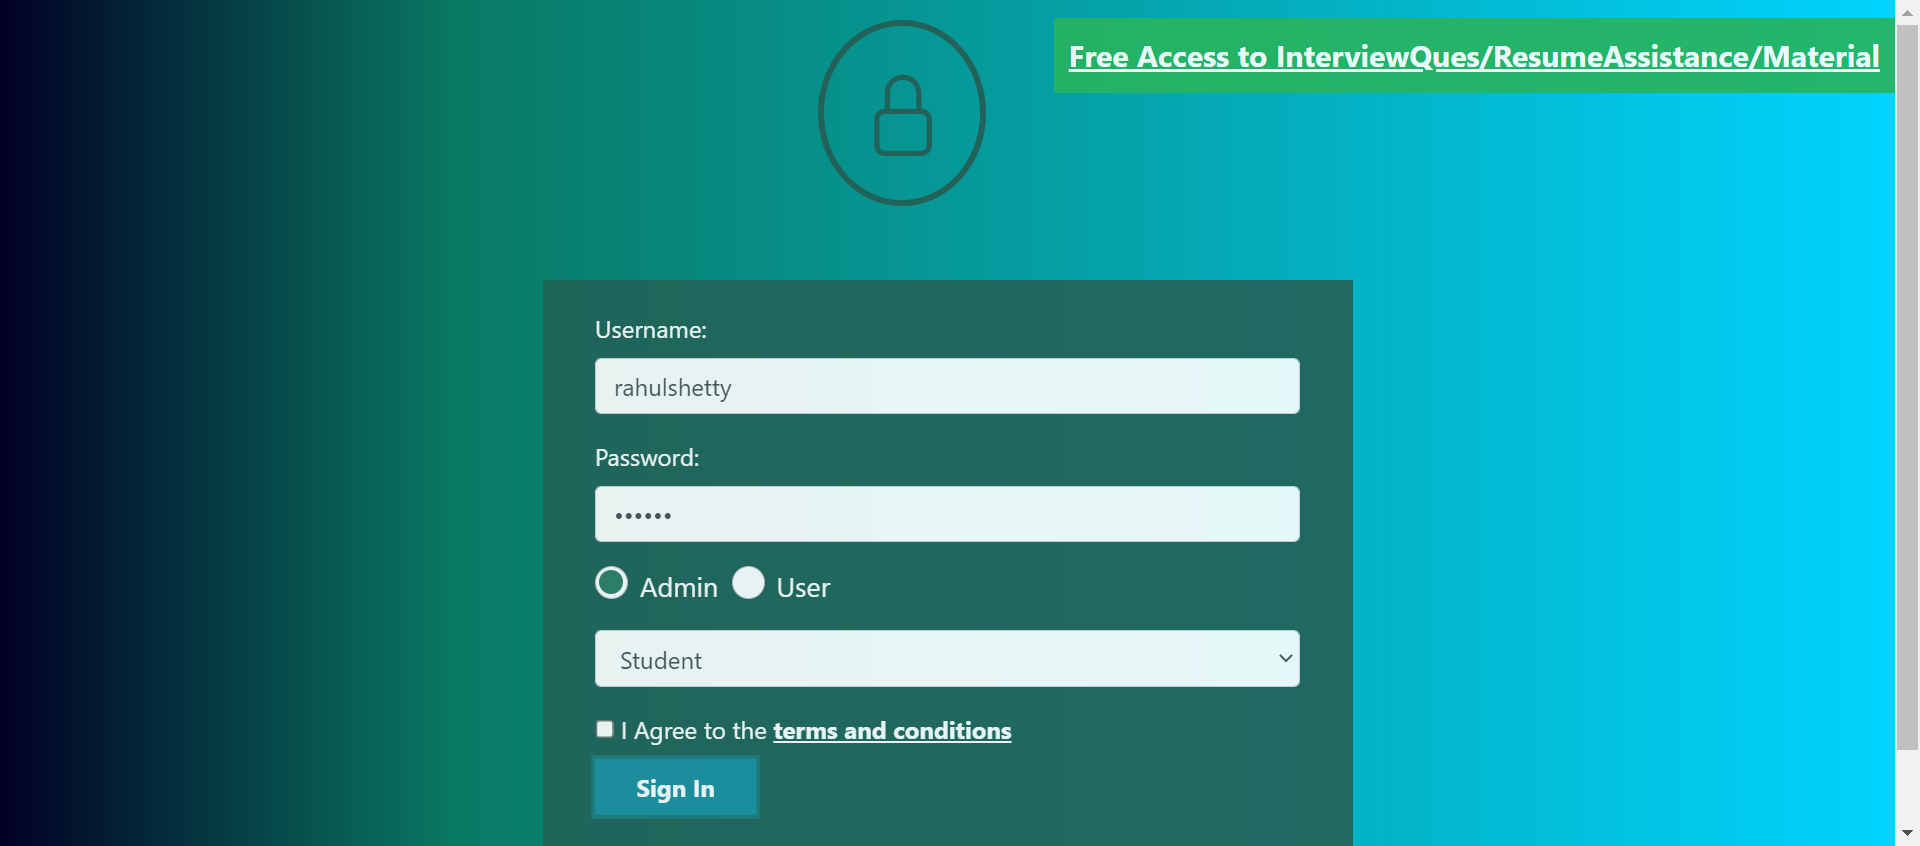 Free Access to InterviewQues/ResumeAssistance/Material
Username:
rahulshetty
Password:
••••••
Admin User
Student
I Agree to the terms and conditions
Sign In